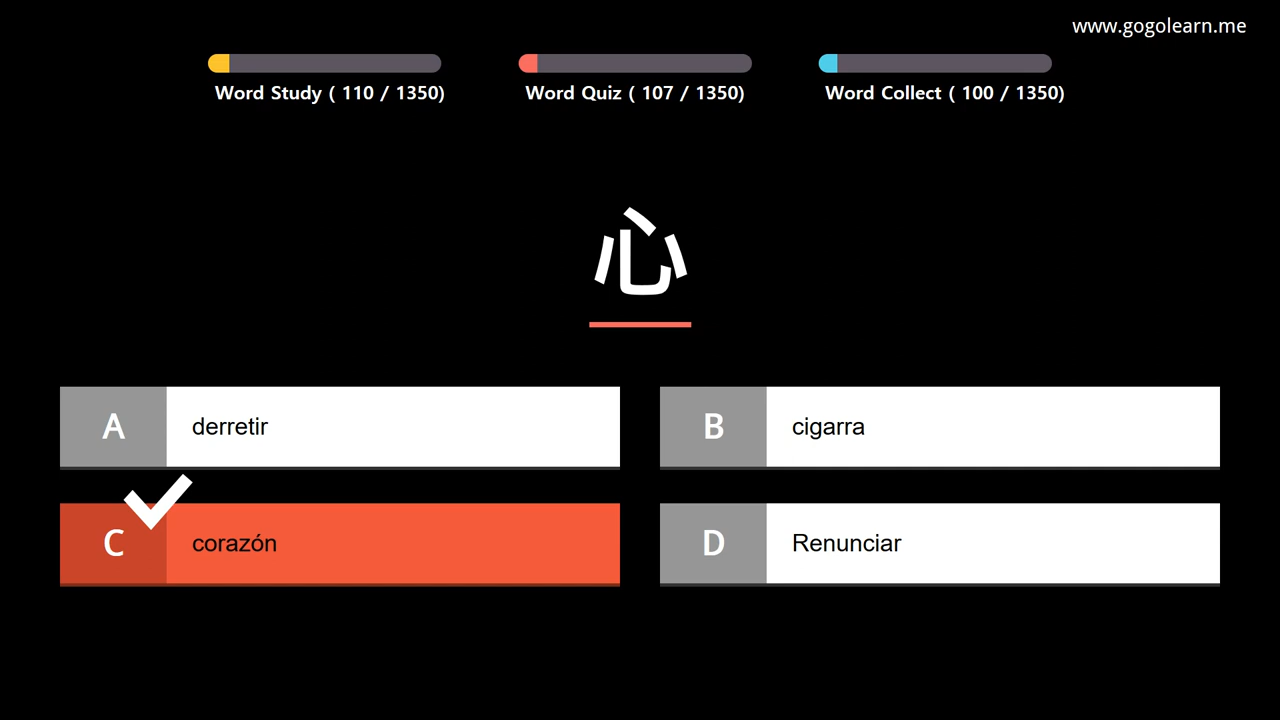 www.gogolearn.me
Word Study ( 110 / 1350)
Word Quiz ( 107 / 1350)
Word Collect ( 100 / 1350)
心
A derretir
B cigarra
C corazón
D Renunciar